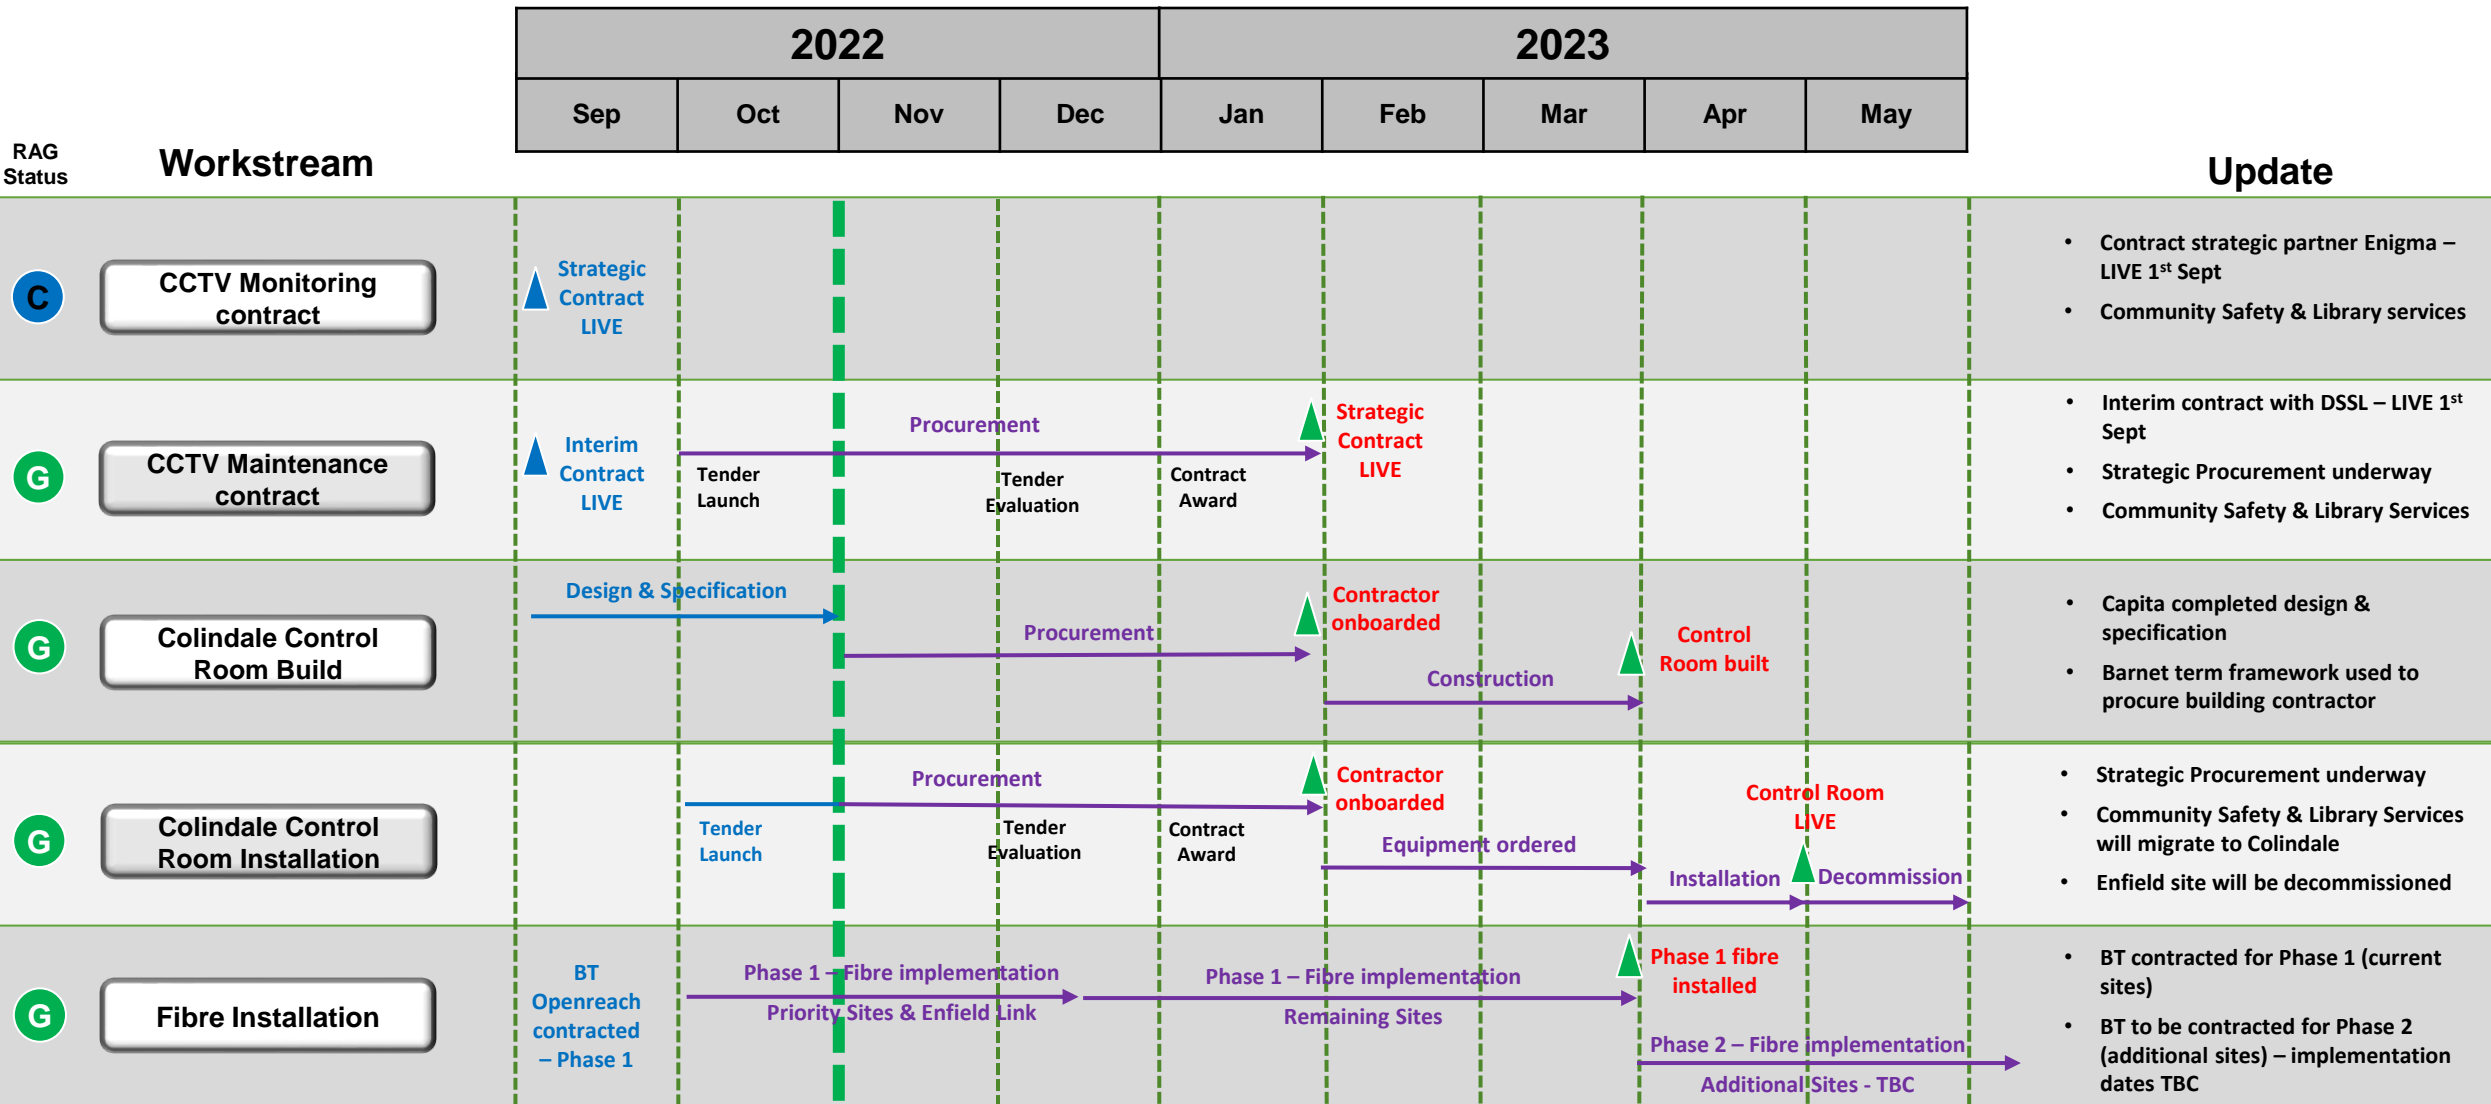 2022
2023
Sep
Oct
Nov
Dec
Jan
Feb
Mar
Apr
May
RAG
Status
Workstream
Update
C
CCTV Monitoring
contract
Strategic
Contract
LIVE
• Contract strategic partner Enigma –
LIVE 1st Sept
• Community Safety & Library services
G
CCTV Maintenance
contract
Interim
Contract
LIVE
Procurement
Tender
Launch
Tender
Evaluation
Contract
Award
Strategic
Contract
LIVE
• Interim contract with DSSL – LIVE 1st
Sept
• Strategic Procurement underway
• Community Safety & Library Services
G
Colindale Control
Room Build
Design & Specification
Procurement
Contractor
onboarded
Construction
Control
Room built
• Capita completed design &
specification
• Barnet term framework used to
procure building contractor
G
Colindale Control
Room Installation
Procurement
Tender
Launch
Tender
Evaluation
Contract
Award
Contractor
onboarded
Equipment ordered
Control Room
LIVE
Installation
Decommission
• Strategic Procurement underway
• Community Safety & Library Services
will migrate to Colindale
• Enfield site will be decommissioned
G
Fibre Installation
BT
Openreach
contracted
– Phase 1
Phase 1 – Fibre implementation
Priority Sites & Enfield Link
Phase 1 – Fibre implementation
Remaining Sites
Phase 1 fibre
installed
Phase 2 – Fibre implementation
Additional Sites - TBC
• BT contracted for Phase 1 (current
sites)
• BT to be contracted for Phase 2
(additional sites) – implementation
dates TBC